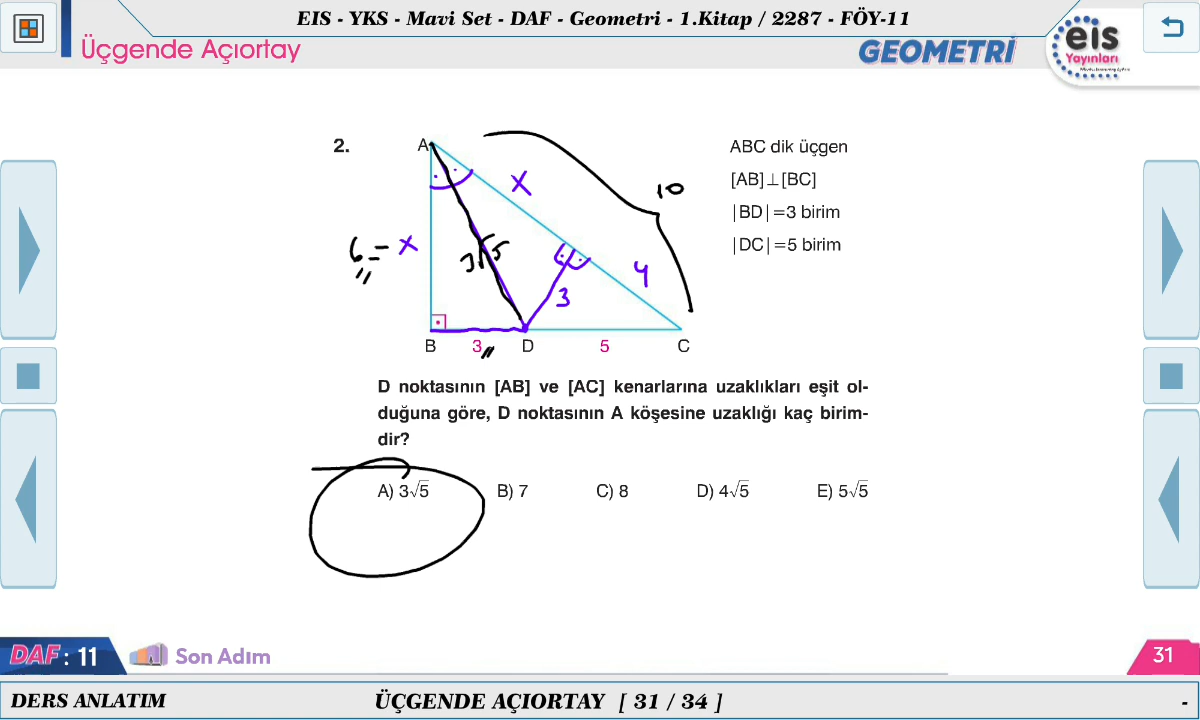 EIS - YKS - Mavi Set - DAF - Geometri - 1.Kitap / 2287 - FÖY-11
Üçgende Açıortay
GEOMETRİ
eis
Yayınları
2.
A
ABC dik üçgen
[AB]⊥[BC]
|BD|=3 birim
|DC|=5 birim
x
10
6 = x
3√5
3
4
B
3
D
5
C
D noktasının [AB] ve [AC] kenarlarına uzaklıkları eşit ol-
duğuna göre, D noktasının A köşesine uzaklığı kaç birim-
dir?
A) 3√5 B) 7 C) 8 D) 4√5 E) 5√5
DAF : 11
Son Adım
31
DERS ANLATIM
ÜÇGENDE AÇIORTAY [ 31 / 34 ]
-